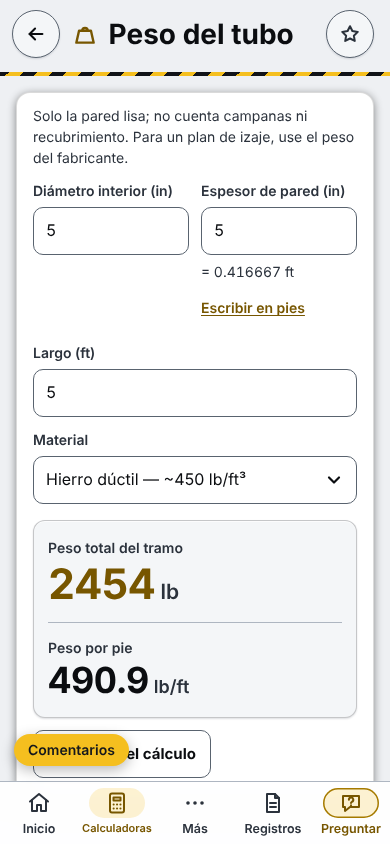 Peso del tubo
Solo la pared lisa; no cuenta campanas ni
recubrimiento. Para un plan de izaje, use el peso
del fabricante.
Diámetro interior (in)
Espesor de pared (in)
5
5
= 0.416667 ft
Escribir en pies
Largo (ft)
5
Material
Hierro dúctil — ~450 lb/ft³
Peso total del tramo
2454 lb
Peso por pie
490.9 lb/ft
Comentarios
el cálculo
Inicio
Calculadoras
Más
Registros
Preguntar